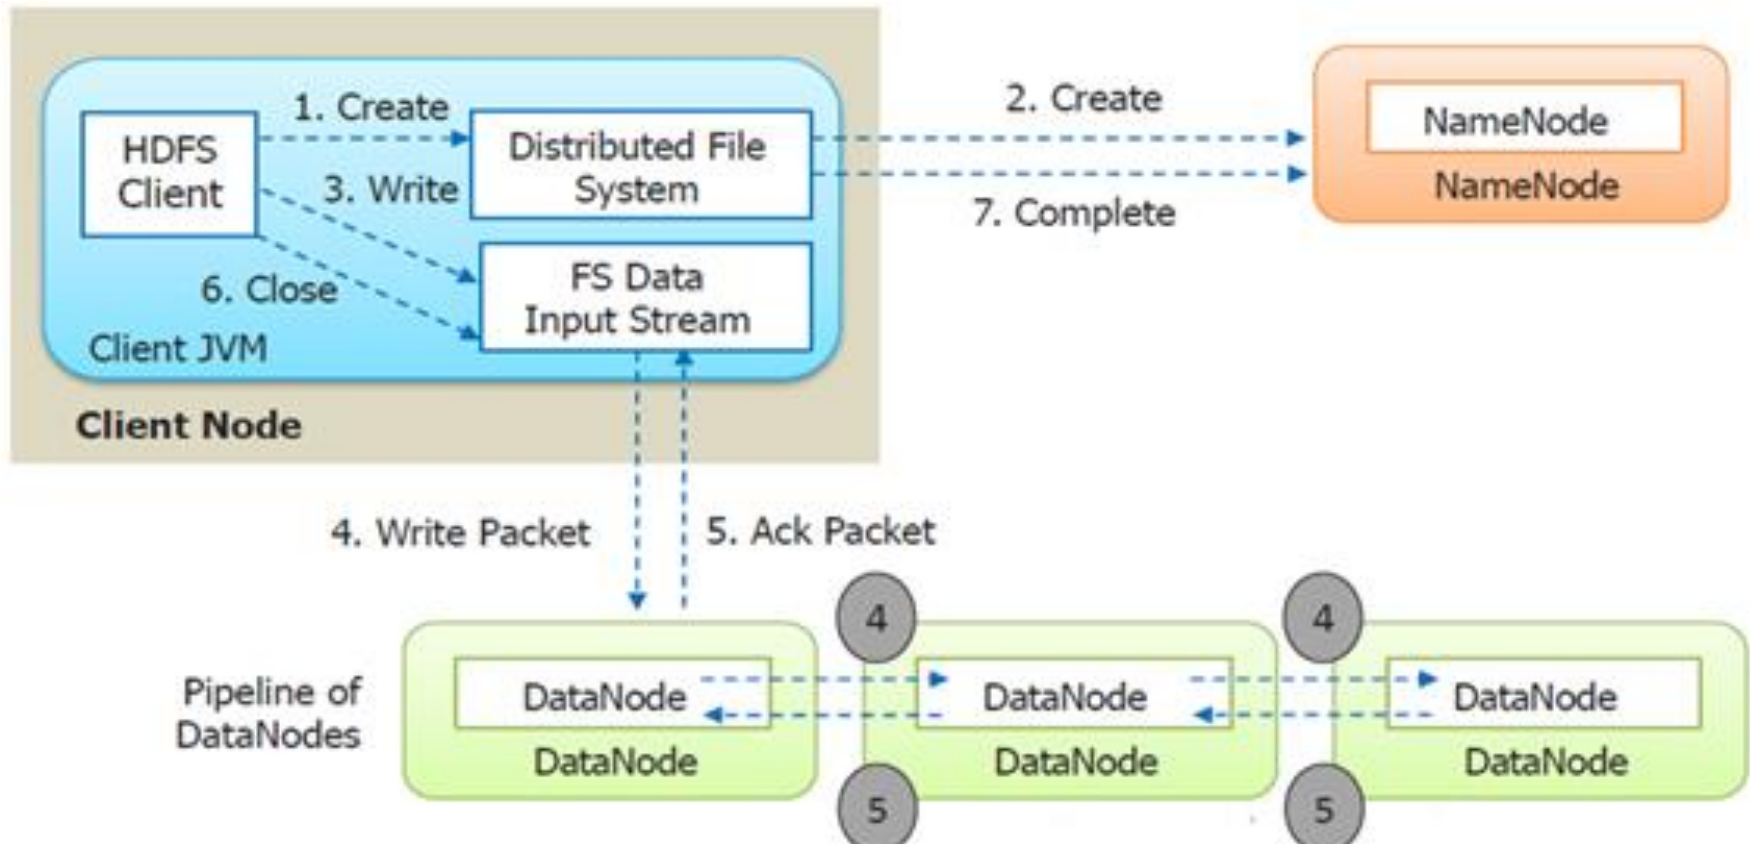 1. Create
HDFS
Client
Distributed File
System
3. Write
2. Create
7. Complete
NameNode
NameNode
6. Close
FS Data
Input Stream
Client JVM
Client Node
4. Write Packet
5. Ack Packet
4
4
Pipeline of
DataNodes
DataNode
DataNode
DataNode
DataNode
DataNode
DataNode
5
5